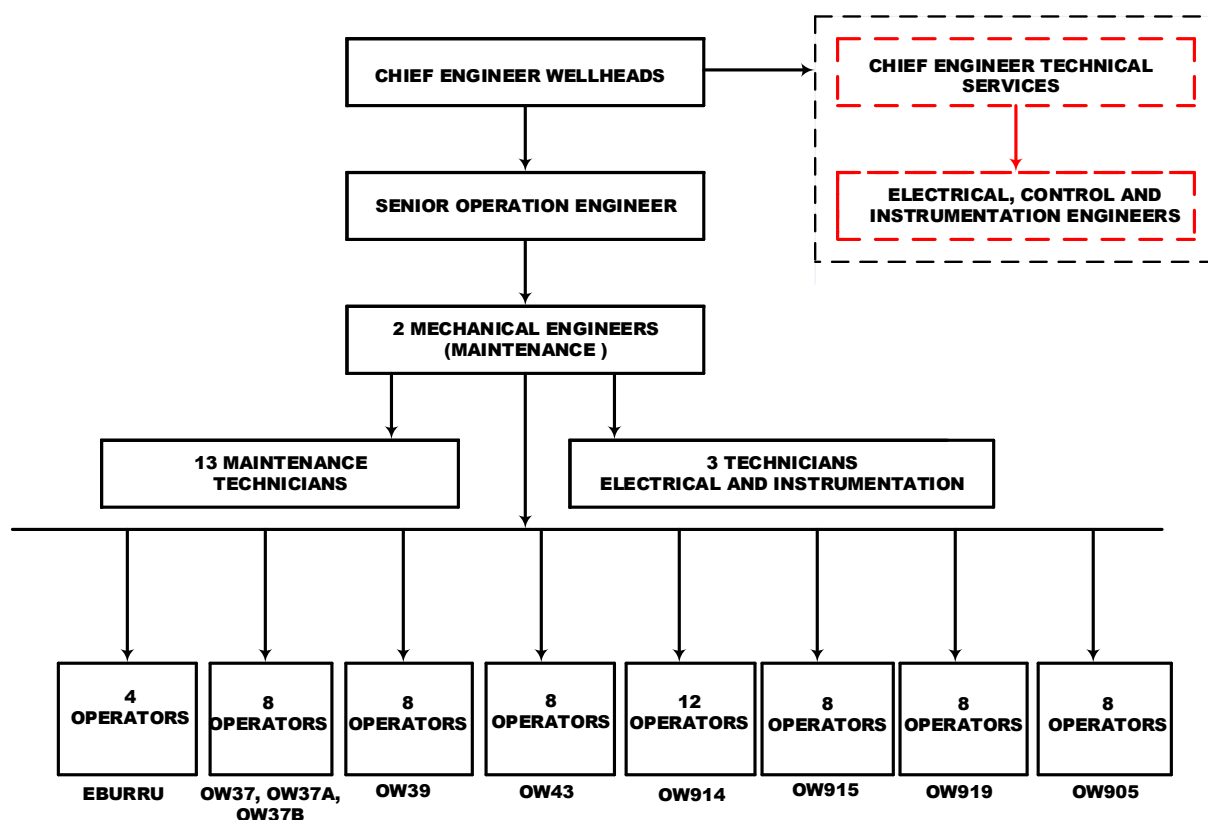 CHIEF ENGINEER WELLHEADS
CHIEF ENGINEER TECHNICAL
SERVICES
SENIOR OPERATION ENGINEER
ELECTRICAL, CONTROL AND
INSTRUMENTATION ENGINEERS
2 MECHANICAL ENGINEERS
(MAINTENANCE )
13 MAINTENANCE
TECHNICIANS
3 TECHNICIANS
ELECTRICAL AND INSTRUMENTATION
4
OPERATORS
EBURRU
8
OPERATORS
OW37, OW37A,
OW37B
8
OPERATORS
OW39
8
OPERATORS
OW43
12
OPERATORS
OW914
8
OPERATORS
OW915
8
OPERATORS
OW919
8
OPERATORS
OW905